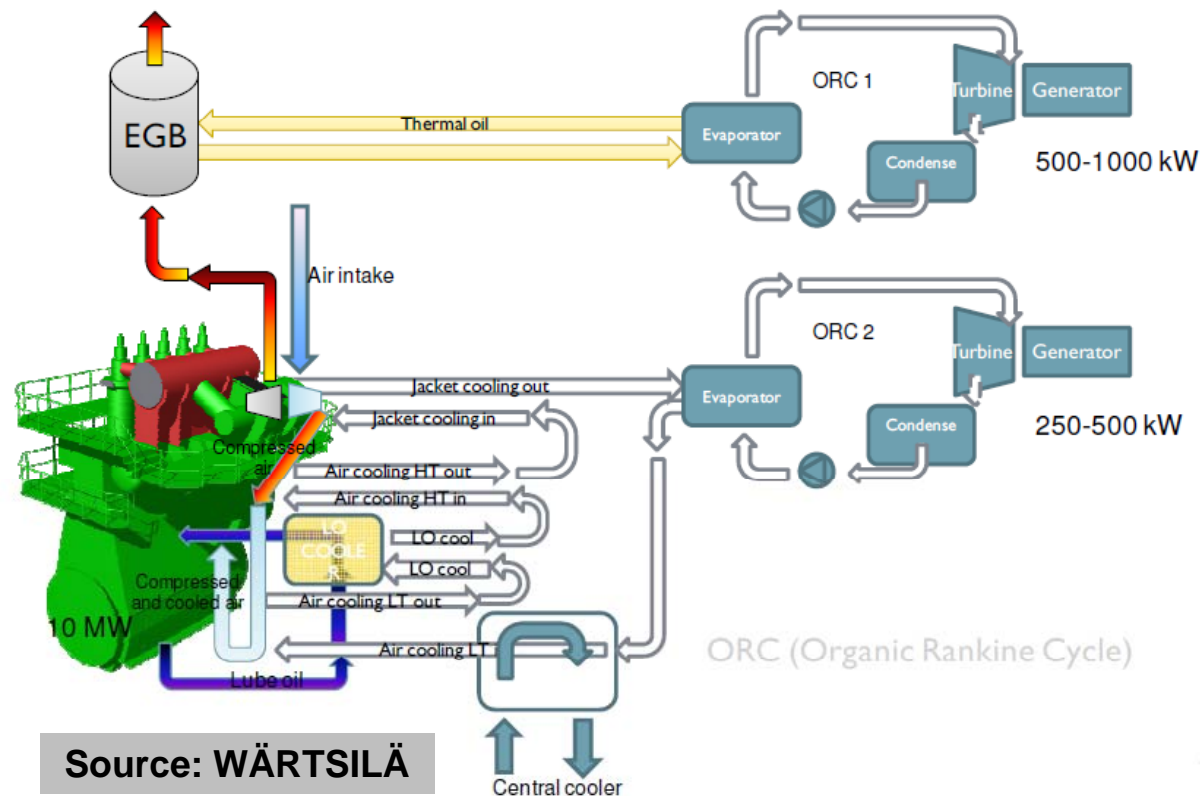 EGB
Thermal oil
Evaporator
ORC 1
Turbine
Generator
Condense
500-1000 kW
Air intake
ORC 2
Turbine
Generator
Jacket cooling out
Evaporator
Jacket cooling in
Condense
250-500 kW
Compressed
air
Air cooling HT out
Air cooling HT in
LO
COOLE
R
LO cool
LO cool
Compressed
and cooled air
Air cooling LT out
10 MW
Air cooling LT
ORC (Organic Rankine Cycle)
Lube oil
Source: WÄRTSILÄ
Central cooler